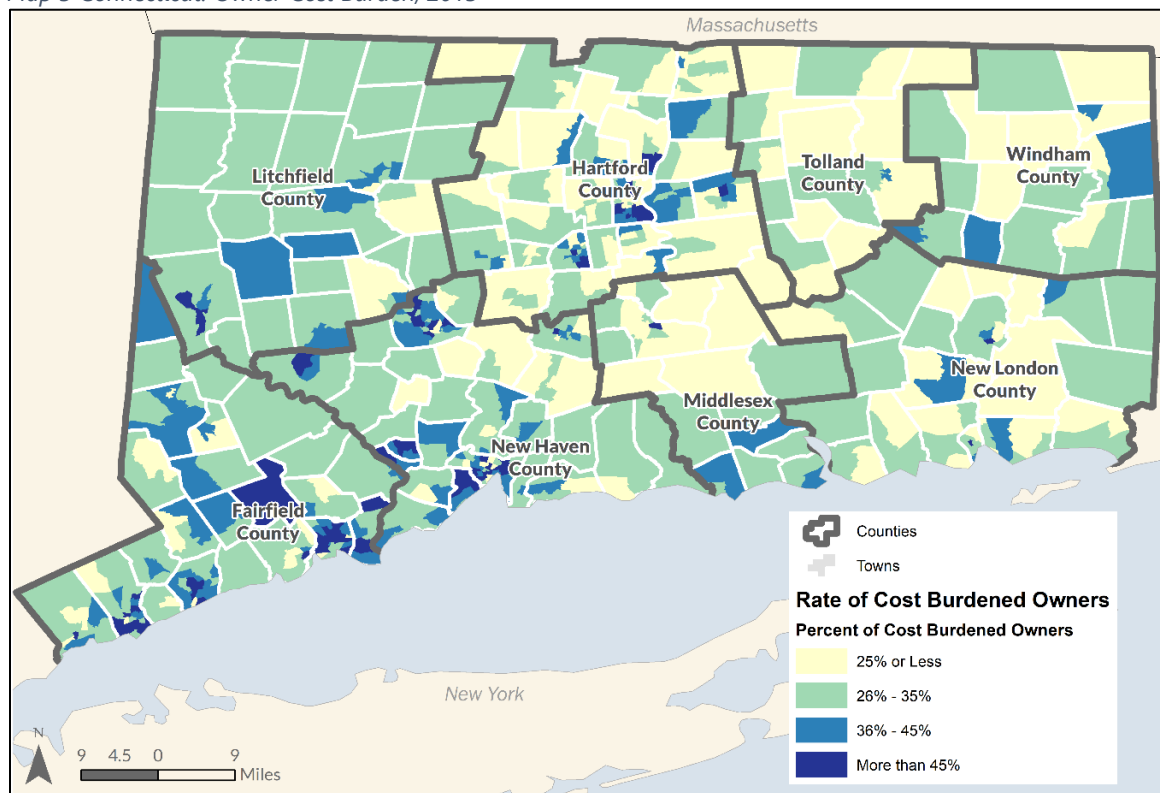 Massachusetts
Litchfield
County
Hartford
County
Tolland
County
Windham
County
Middlesex
County
New London
County
New Haven
County
Fairfield
County
New York
N
9 4.5 0 9
Miles
Counties
Towns
Rate of Cost Burdened Owners
Percent of Cost Burdened Owners
25% or Less
26% - 35%
36% - 45%
More than 45%